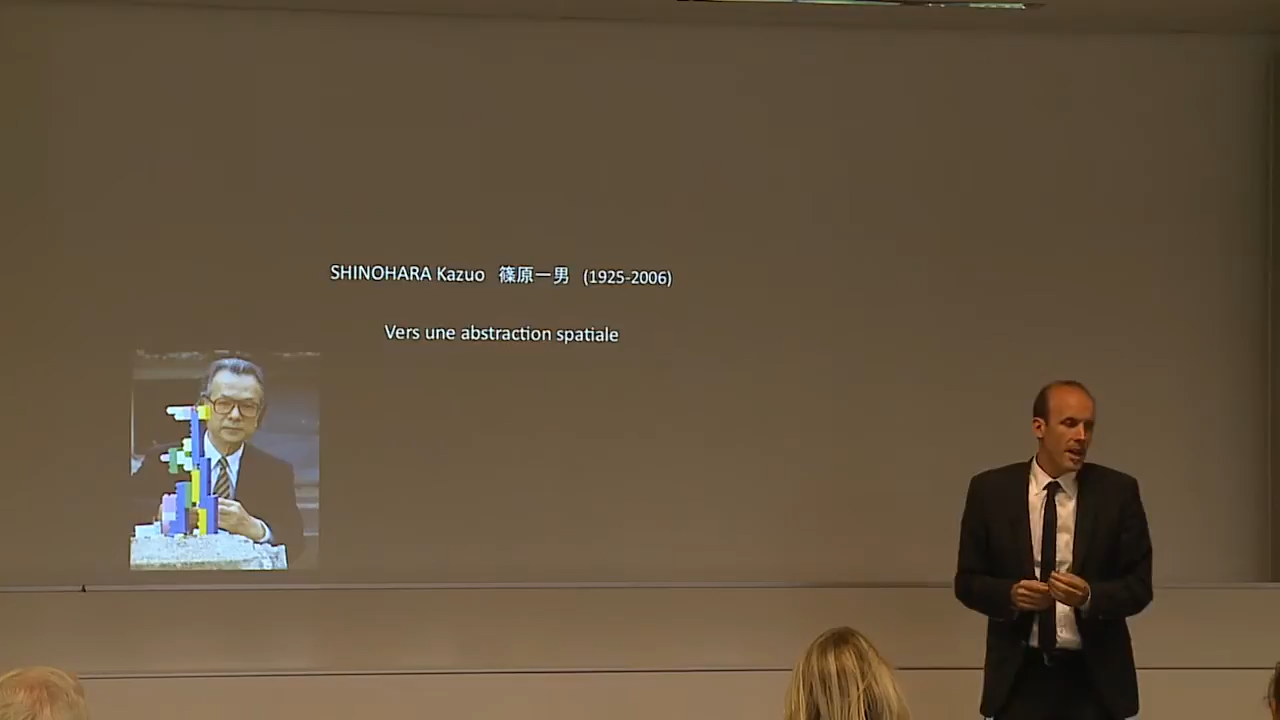 SHINOHARA Kazuo 篠原一男 (1925-2006)
Vers une abstraction spatiale